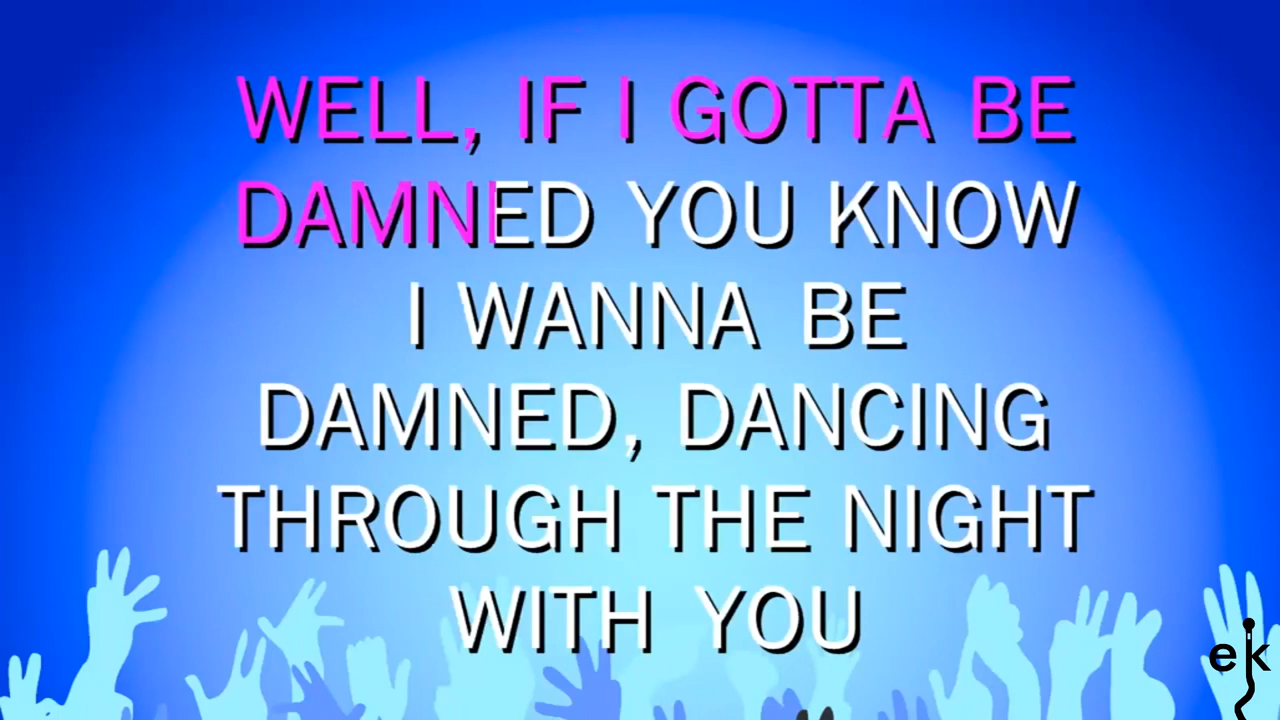 WELL, IF I GOTTA BE
DAMNED YOU KNOW
I WANNA BE
DAMNED, DANCING
THROUGH THE NIGHT
WITH YOU
ek